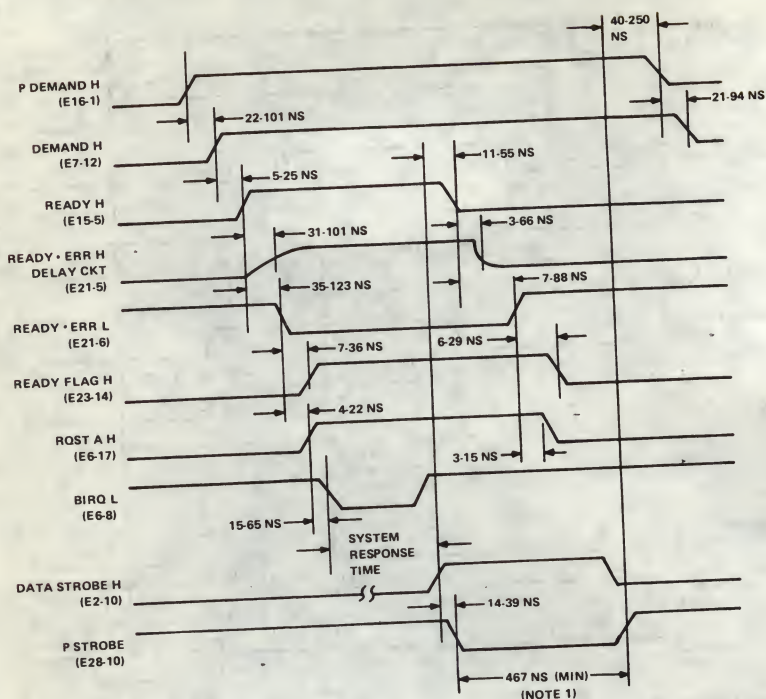 40-250
NS
P DEMAND H
(E16-1)
21-94 NS
22-101 NS
DEMAND H
(E7-12)
11-55 NS
5-25 NS
READY H
(E15-5)
3-66 NS
31-101 NS
READY • ERR H
DELAY CKT
(E21-5)
7-88 NS
35-123 NS
READY • ERR L
(E21-6)
6-29 NS
7-36 NS
READY FLAG H
(E23-14)
4-22 NS
RQST A H
(E6-17)
3-15 NS
BIRQ L
(E6-8)
15-65 NS
SYSTEM
RESPONSE
TIME
DATA STROBE H
(E2-10)
14-39 NS
P STROBE
(E28-10)
467 NS (MIN)
(NOTE 1)